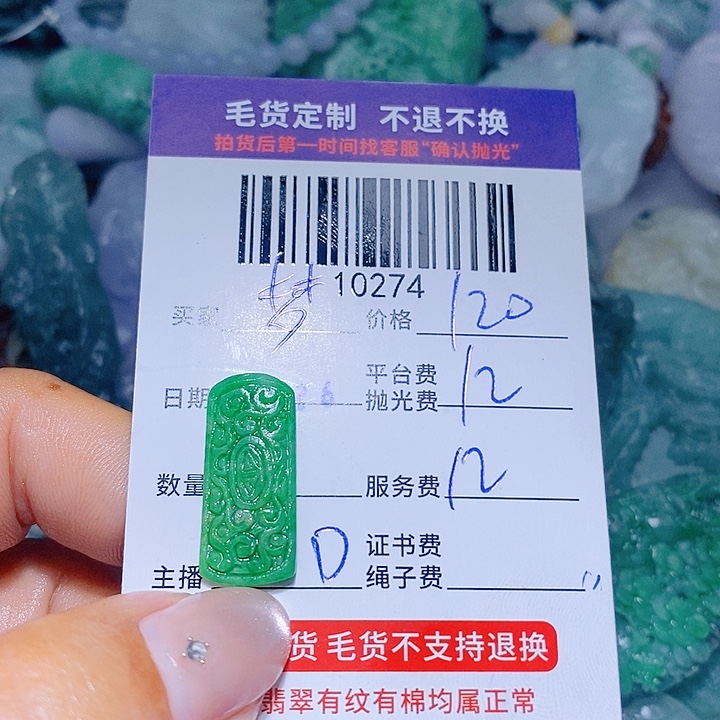 毛货定制 不退不换
拍货后第一时间找客服“确认抛光”
10274
买家 梦 价格 120
日期 26 平台费
抛光费 12
数量 服务费 12
主播 D 证书费
绳子费
货 毛货不支持退换
翡翠有纹有棉均属正常